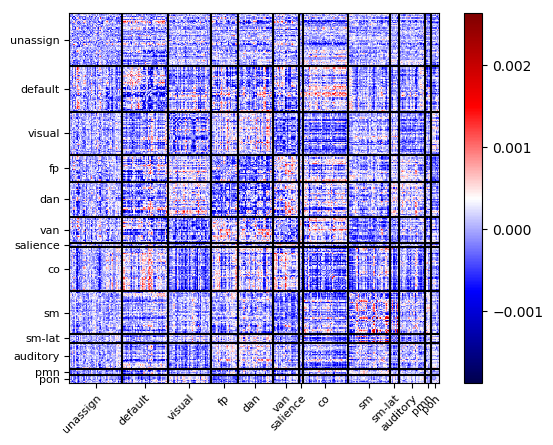 unassign
default
visual
fp
dan
van
salience
co
sm
sm-lat
auditory
pmn
pon
unassign
default
visual
fp
dan
van
salience
co
sm
sm-lat
auditory
pmn
pon
0.002
0.001
0.000
−0.001